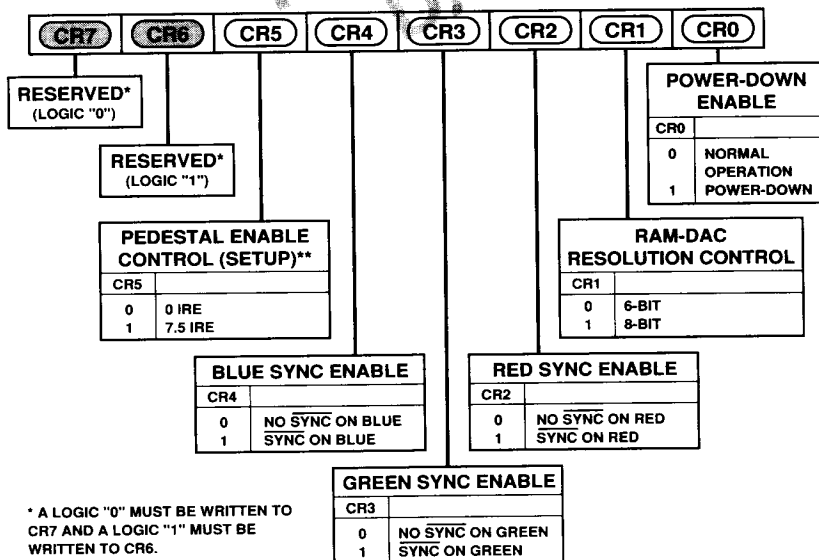 CR7 CR6 CR5 CR4 CR3 CR2 CR1 CR0
RESERVED*
(LOGIC "0")
RESERVED*
(LOGIC "1")
POWER-DOWN
ENABLE
CR0
0 NORMAL
OPERATION
1 POWER-DOWN
PEDESTAL ENABLE
CONTROL (SETUP)**
CR5
0 0 IRE
1 7.5 IRE
RAM-DAC
RESOLUTION CONTROL
CR1
0 6-BIT
1 8-BIT
BLUE SYNC ENABLE
CR4
0 NO SYNC ON BLUE
1 SYNC ON BLUE
RED SYNC ENABLE
CR2
0 NO SYNC ON RED
1 SYNC ON RED
GREEN SYNC ENABLE
CR3
0 NO SYNC ON GREEN
1 SYNC ON GREEN
* A LOGIC "0" MUST BE WRITTEN TO
CR7 AND A LOGIC "1" MUST BE
WRITTEN TO CR6.